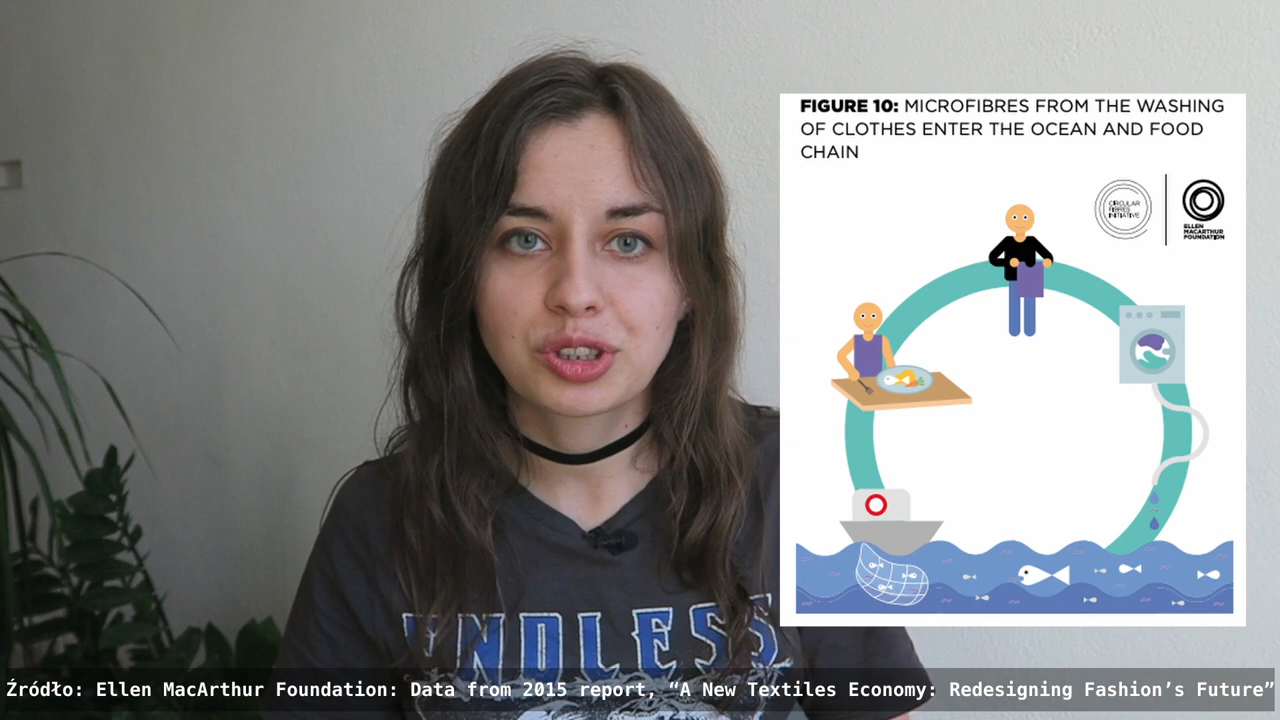 FIGURE 10: MICROFIBRES FROM THE WASHING
OF CLOTHES ENTER THE OCEAN AND FOOD
CHAIN
CIRCULAR
FIBRES
INITIATIVE
ELLEN
MACARTHUR
FOUNDATION
ENDLESS
Źródło: Ellen MacArthur Foundation: Data from 2015 report, “A New Textiles Economy: Redesigning Fashion’s Future”